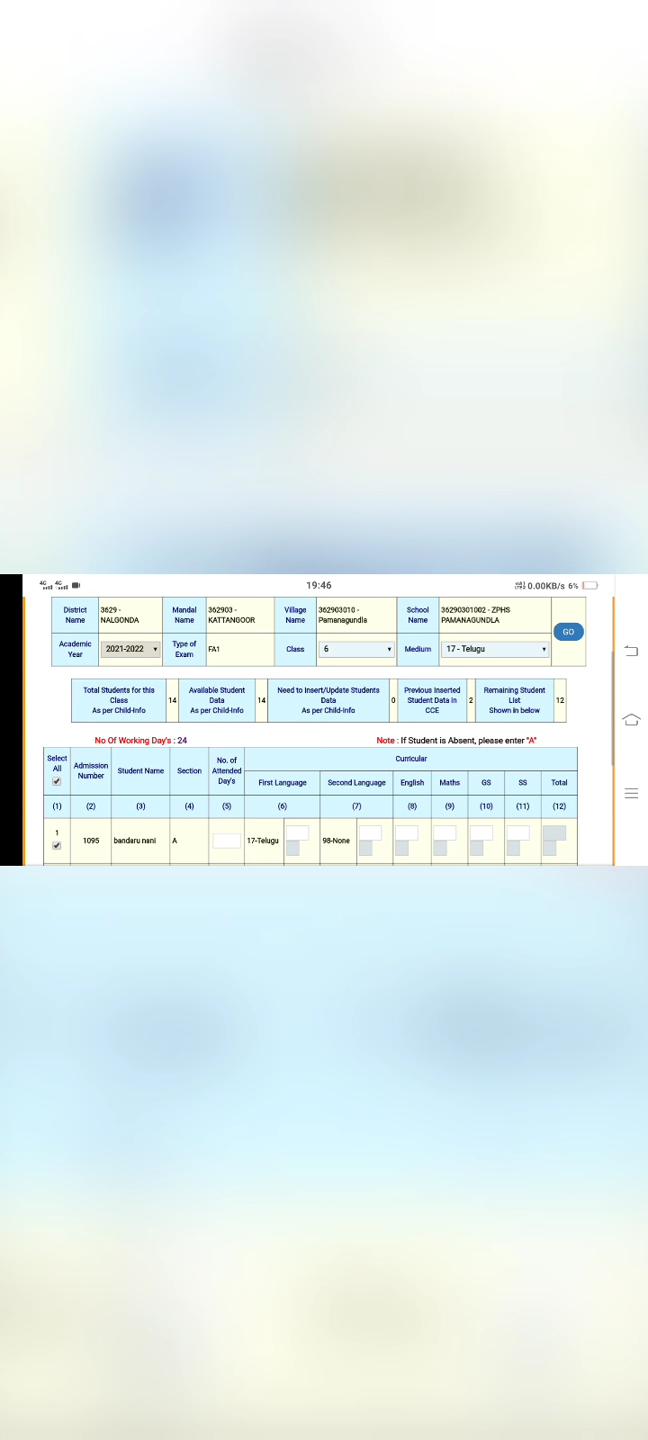 4G 4G 19:46 0.00KB/s 6%
District Name 3629 - NALGONDA Mandal Name 362903 - KATTANGOOR Village Name 362903010 - Pamanagundla School Name 36290301002 - ZPHS PAMANAGUNDLA GO
Academic Year 2021-2022 Type of Exam FA1 Class 6 Medium 17 - Telugu
Total Students for this Class As per Child-Info 14 Available Student Data As per Child-Info 14 Need to Insert/Update Students Data As per Child-Info 0 Previous Inserted Student Data in CCE 2 Remaining Student List Shown in below 12
No Of Working Day's : 24 Note : If Student is Absent, please enter "A"
Select All Admission Number Student Name Section No. of Attended Day's Curricular
First Language Second Language English Maths GS SS Total
(1) (2) (3) (4) (5) (6) (7) (8) (9) (10) (11) (12)
1 1095 bandaru nani A 17-Telugu 98-None